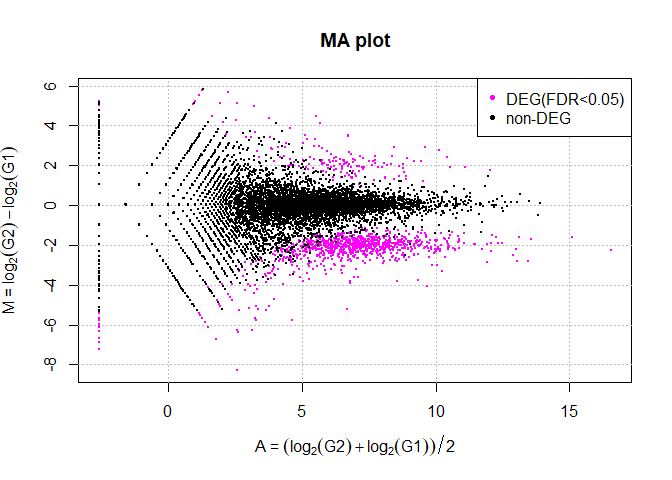 MA plot
DEG(FDR<0.05)
non-DEG
6
4
2
0
-2
-4
-6
-8
M = log2(G2) − log2(G1)
0
5
10
15
A = (log2(G2) + log2(G1))/2